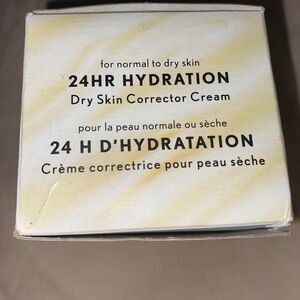 for normal to dry skin
24HR HYDRATION
Dry Skin Corrector Cream
pour la peau normale ou sèche
24 H D'HYDRATATION
Crème correctrice pour peau sèche